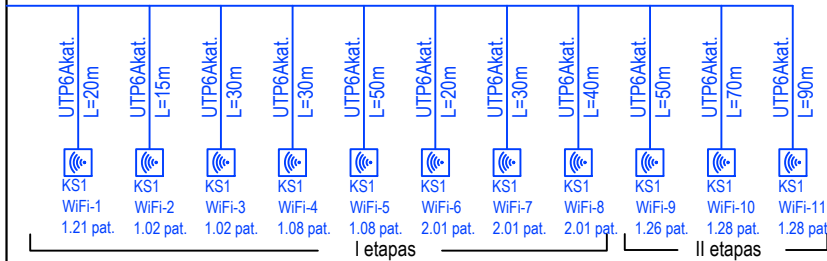 UTP6Akat. UTP6Akat. UTP6Akat. UTP6Akat. UTP6Akat. UTP6Akat. UTP6Akat. UTP6Akat. UTP6Akat. UTP6Akat. UTP6Akat.
L=20m L=15m L=30m L=30m L=50m L=20m L=30m L=40m L=50m L=70m L=90m
KS1 KS1 KS1 KS1 KS1 KS1 KS1 KS1 KS1 KS1 KS1
WiFi-1 WiFi-2 WiFi-3 WiFi-4 WiFi-5 WiFi-6 WiFi-7 WiFi-8 WiFi-9 WiFi-10 WiFi-11
1.21 pat. 1.02 pat. 1.02 pat. 1.08 pat. 1.08 pat. 2.01 pat. 2.01 pat. 2.01 pat. 1.26 pat. 1.28 pat. 1.28 pat.
I etapas II etapas